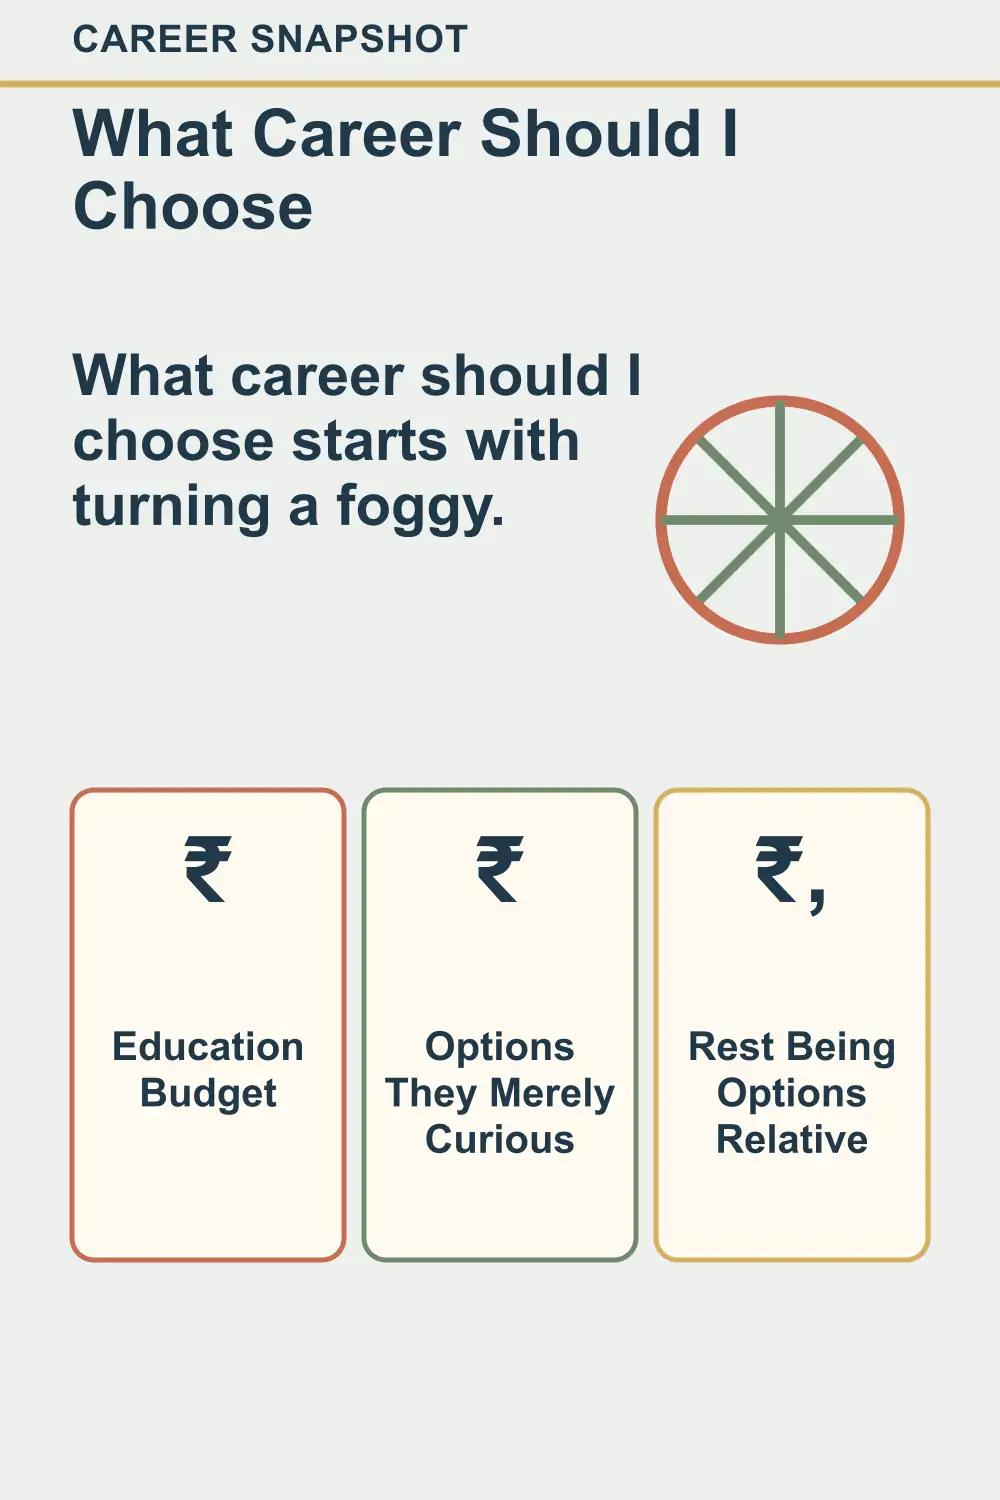 CAREER SNAPSHOT
What Career Should I
Choose
What career should I
choose starts with
turning a foggy.
₹
Education
Budget
₹
Options
They Merely
Curious
₹,
Rest Being
Options
Relative